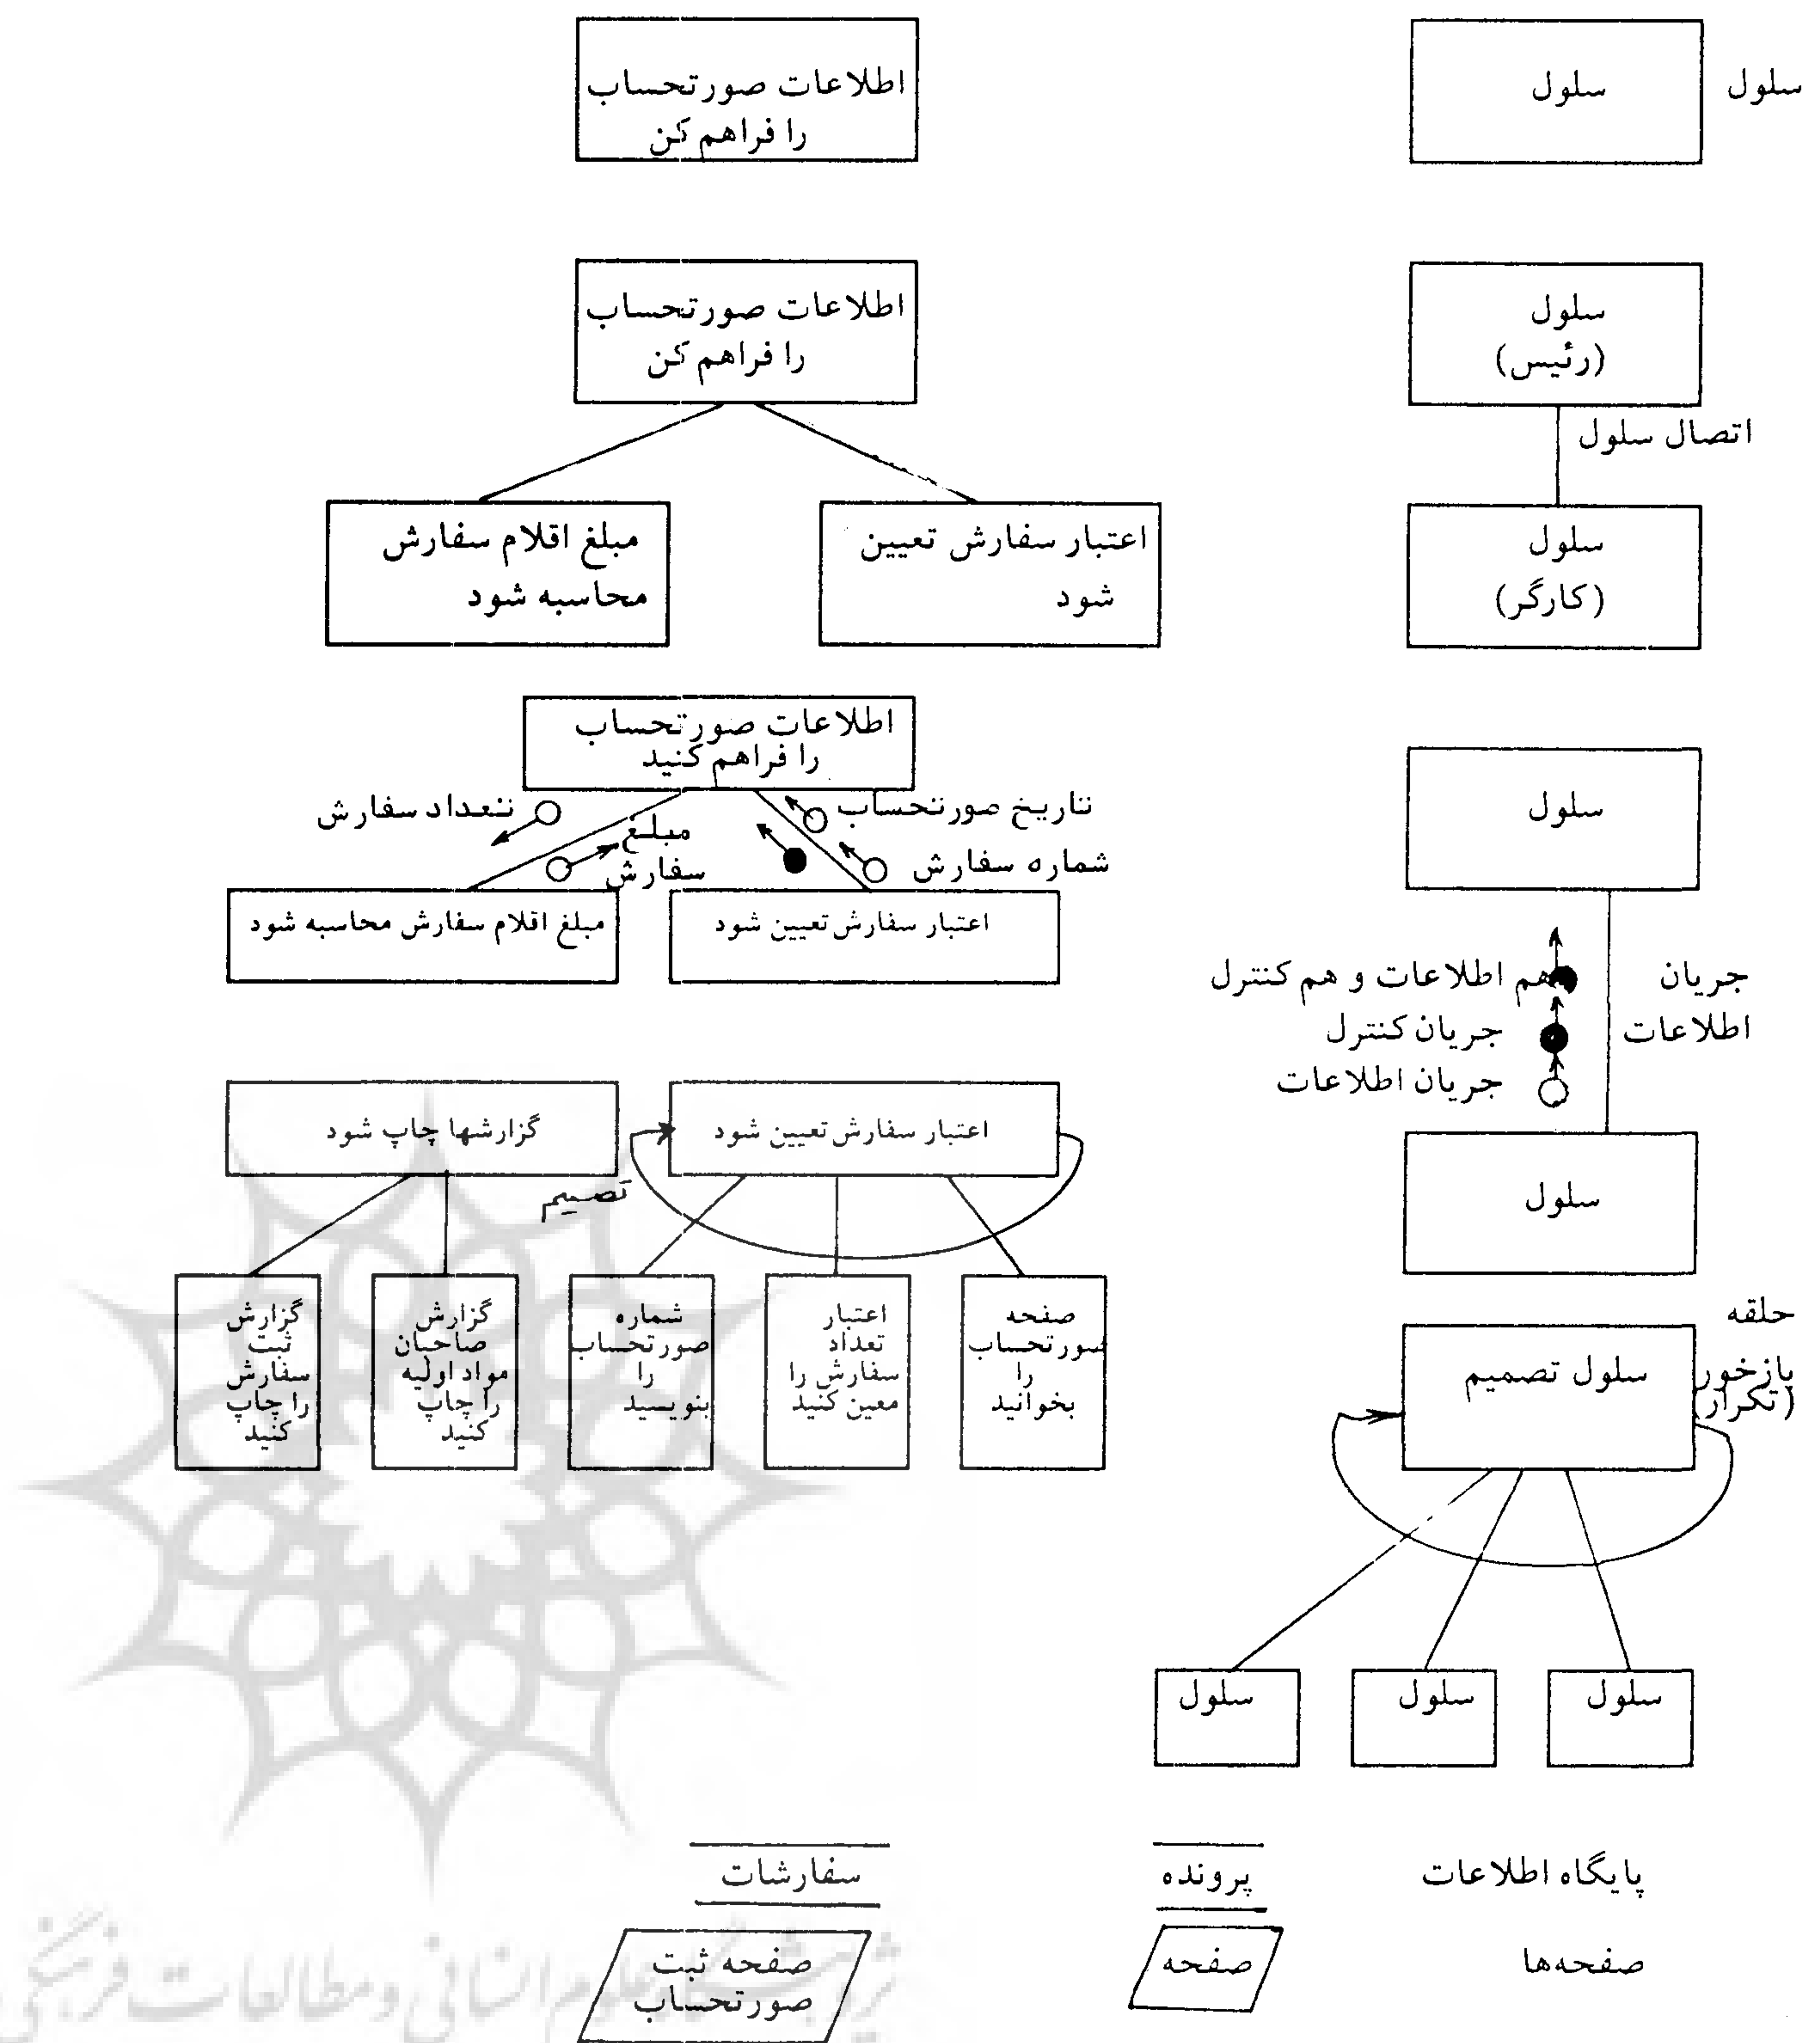 سلول
سلول
اطلاعات صورتحساب
را فراهم کن
سلول
(رئیس)
اتصال سلول
سلول
(کارگر)
اطلاعات صورتحساب
را فراهم کن
اعتبار سفارش تعیین
شود
مبلغ اقلام سفارش
محاسبه شود
سلول
جریان
اطلاعات
هم اطلاعات و هم کنترل
جریان کنترل
جریان اطلاعات
سلول
اطلاعات صورتحساب
را فراهم کنید
تاریخ صورتحساب
شماره سفارش
مبلغ
سفارش
تعداد سفارش
اعتبار سفارش تعیین شود
مبلغ اقلام سفارش محاسبه شود
حلقه
بازخور
(تکرار)
سلول تصمیم
سلول
سلول
سلول
اعتبار سفارش تعیین شود
تصمیم
گزارشها چاپ شود
صفحه
صورتحساب
را
بخوانید
اعتبار
تعداد
سفارش را
معین کنید
شماره
صورتحساب
را
بنویسید
گزارش
صاحبان
مواد اولیه
را چاپ
کنید
گزارش
ثبت
سفارش
را چاپ
کنید
پایگاه اطلاعات
پرونده
سفارشات
صفحه‌ها
صفحه
صفحه ثبت
صورتحساب
پژوهشگاه علوم انسانی و مطالعات فرهنگی